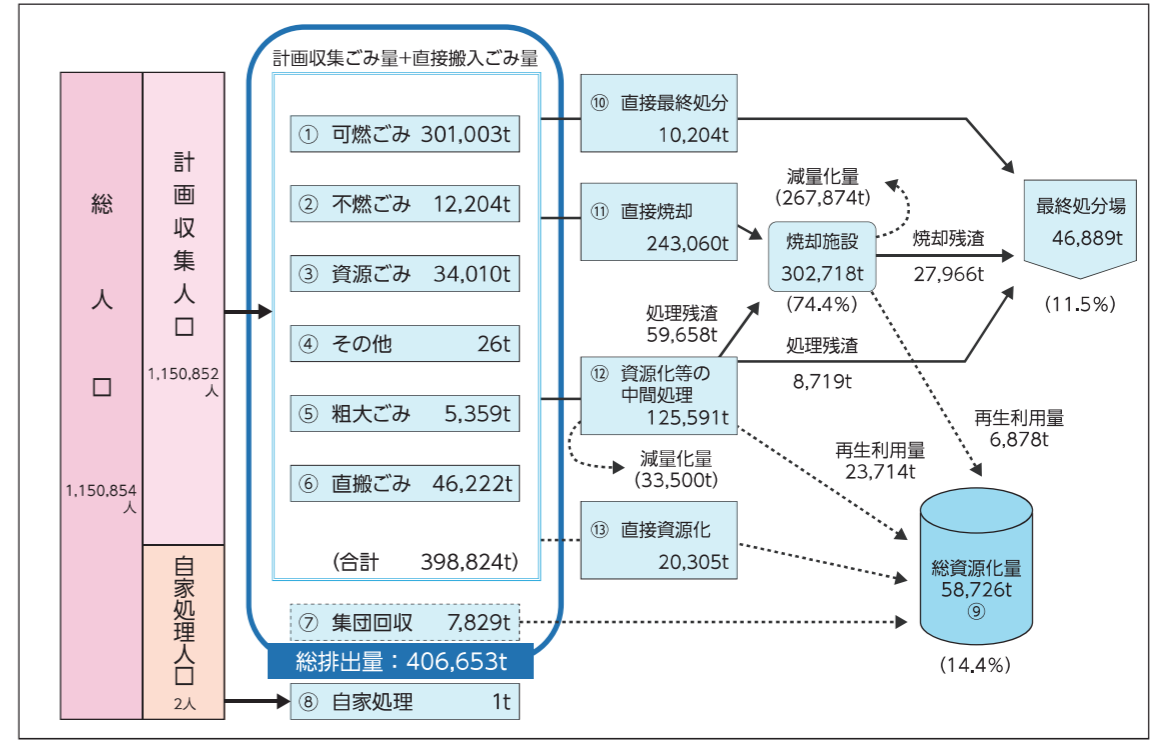 総人口
1,150,854
人
計画収集人口
1,150,852
人
自家処理人口
2人
計画収集ごみ量+直接搬入ごみ量
① 可燃ごみ 301,003t
② 不燃ごみ 12,204t
③ 資源ごみ 34,010t
④ その他 26t
⑤ 粗大ごみ 5,359t
⑥ 直搬ごみ 46,222t
(合計 398,824t)
⑦ 集団回収 7,829t
総排出量：406,653t
⑧ 自家処理 1t
⑩ 直接最終処分
10,204t
⑪ 直接焼却
243,060t
⑫ 資源化等の
中間処理
125,591t
減量化量
(33,500t)
⑬ 直接資源化
20,305t
処理残渣
59,658t
処理残渣
8,719t
減量化量
(267,874t)
焼却施設
302,718t
(74.4%)
焼却残渣
27,966t
再生利用量
23,714t
再生利用量
6,878t
最終処分場
46,889t
(11.5%)
総資源化量
58,726t
⑨
(14.4%)